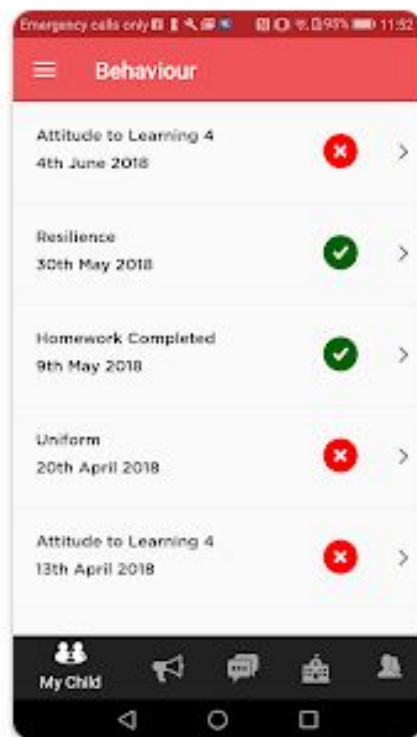 Emergency calls only 93% 11:52
Behaviour
Attitude to Learning 4
4th June 2018
Resilience
30th May 2018
Homework Completed
9th May 2018
Uniform
20th April 2018
Attitude to Learning 4
13th April 2018
My Child